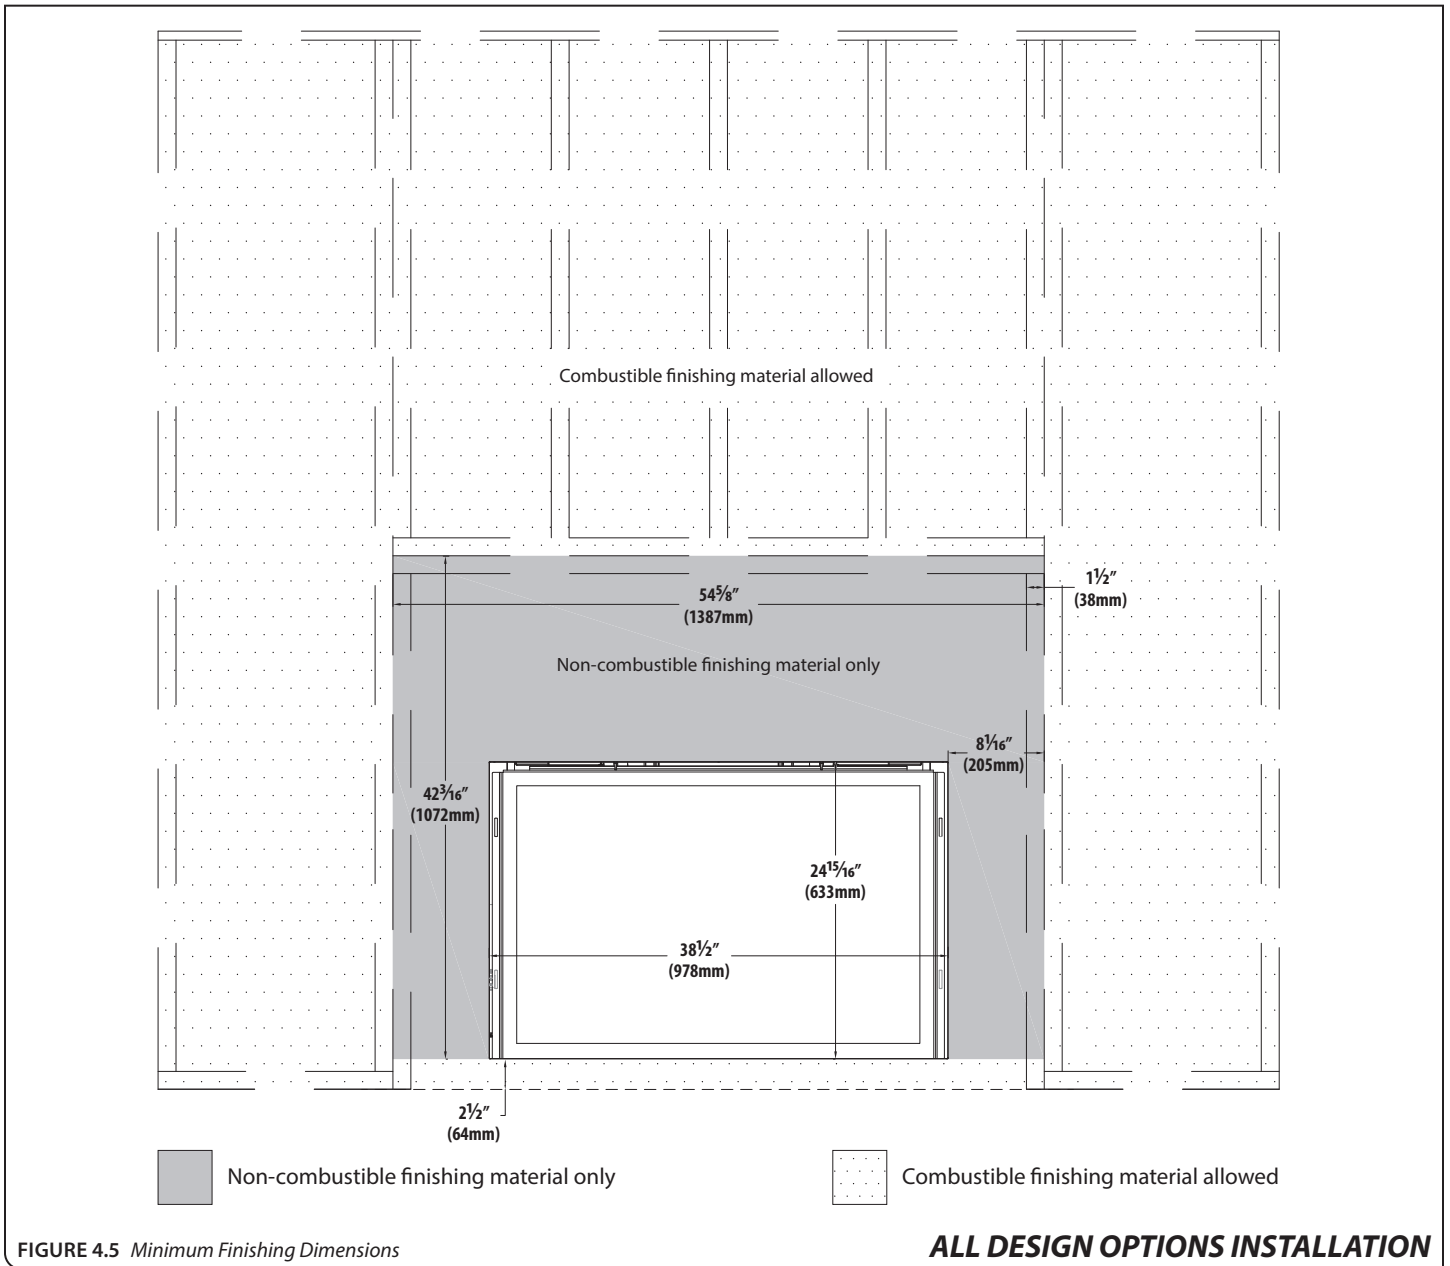 Combustible finishing material allowed
1½"
(38mm)
54⅝"
(1387mm)
Non-combustible finishing material only
8¹⁄₁₆"
(205mm)
42³⁄₁₆"
(1072mm)
24¹⁵⁄₁₆"
(633mm)
38½"
(978mm)
2½"
(64mm)
Non-combustible finishing material only
Combustible finishing material allowed
FIGURE 4.5 Minimum Finishing Dimensions
ALL DESIGN OPTIONS INSTALLATION